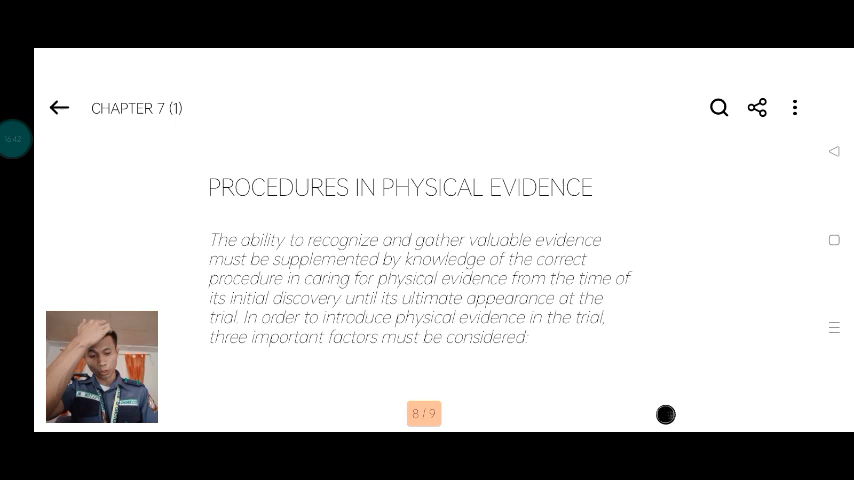 CHAPTER 7 (1)
16:42
PROCEDURES IN PHYSICAL EVIDENCE
The ability to recognize and gather valuable evidence
must be supplemented by knowledge of the correct
procedure in caring for physical evidence from the time of
its initial discovery until its ultimate appearance at the
trial. In order to introduce physical evidence in the trial,
three important factors must be considered:
8 / 9